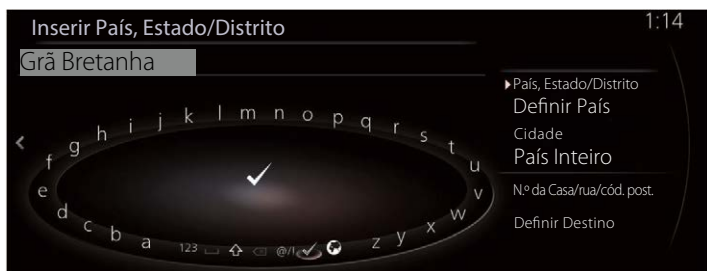 Inserir País, Estado/Distrito
1:14
Grã Bretanha
País, Estado/Distrito
Definir País
Cidade
País Inteiro
N.º da Casa/rua/cód. post.
Definir Destino
a b c d e f g h i j k l m n o p q r s t u v w x y z
123 @/!